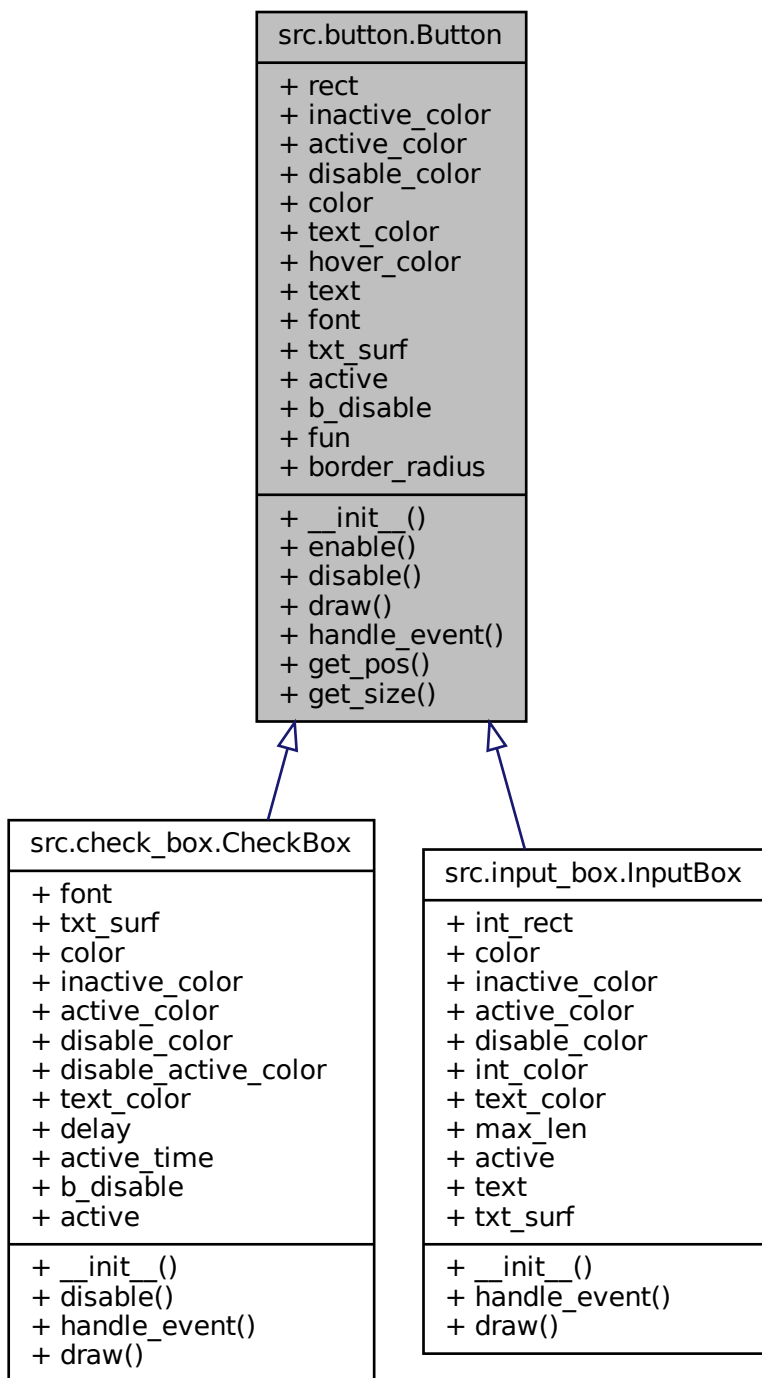 src.button.Button
+ rect
+ inactive_color
+ active_color
+ disable_color
+ color
+ text_color
+ hover_color
+ text
+ font
+ txt_surf
+ active
+ b_disable
+ fun
+ border_radius
+ __init__()
+ enable()
+ disable()
+ draw()
+ handle_event()
+ get_pos()
+ get_size()
src.check_box.CheckBox
+ font
+ txt_surf
+ color
+ inactive_color
+ active_color
+ disable_color
+ disable_active_color
+ text_color
+ delay
+ active_time
+ b_disable
+ active
+ __init__()
+ disable()
+ handle_event()
+ draw()
src.input_box.InputBox
+ int_rect
+ color
+ inactive_color
+ active_color
+ disable_color
+ int_color
+ text_color
+ max_len
+ active
+ text
+ txt_surf
+ __init__()
+ handle_event()
+ draw()